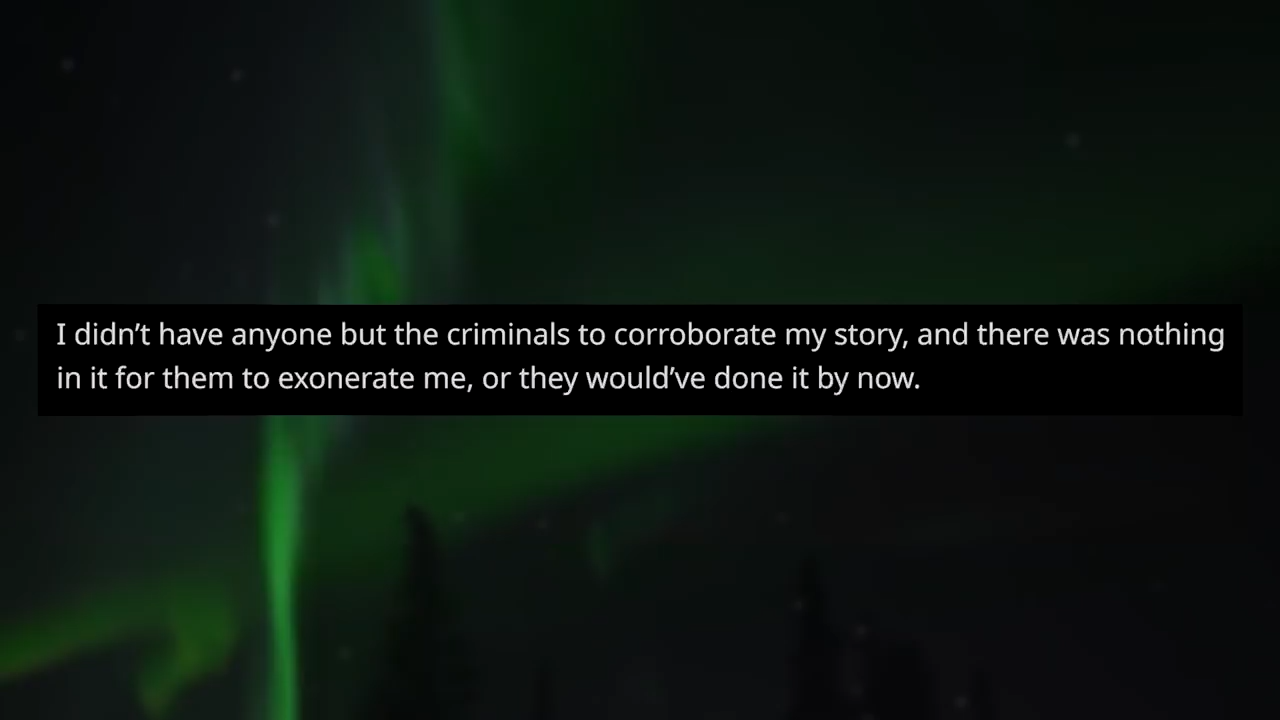 I didn’t have anyone but the criminals to corroborate my story, and there was nothing
in it for them to exonerate me, or they would’ve done it by now.